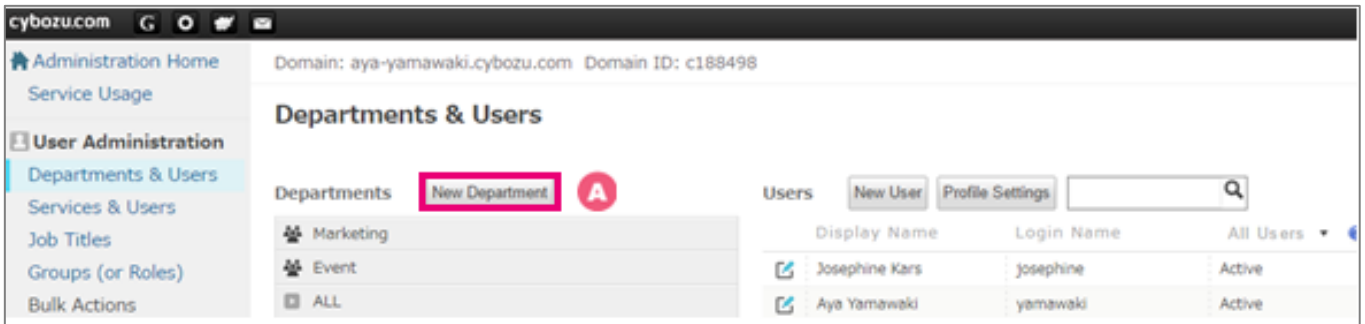 cybozu.com G
Administration Home
Service Usage
User Administration
Departments & Users
Services & Users
Job Titles
Groups (or Roles)
Bulk Actions
Domain: aya-yamawaki.cybozu.com Domain ID: c188498
Departments & Users
Departments New Department A
Marketing
Event
ALL
Users New User Profile Settings
Display Name Login Name All Users
Josephine Kars josephine Active
Aya Yamawaki yamawaki Active